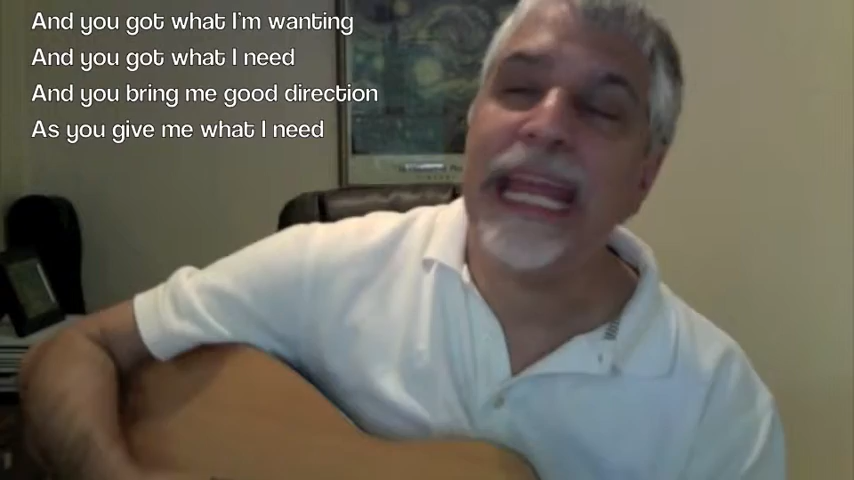 And you got what I'm wanting
And you got what I need
And you bring me good direction
As you give me what I need